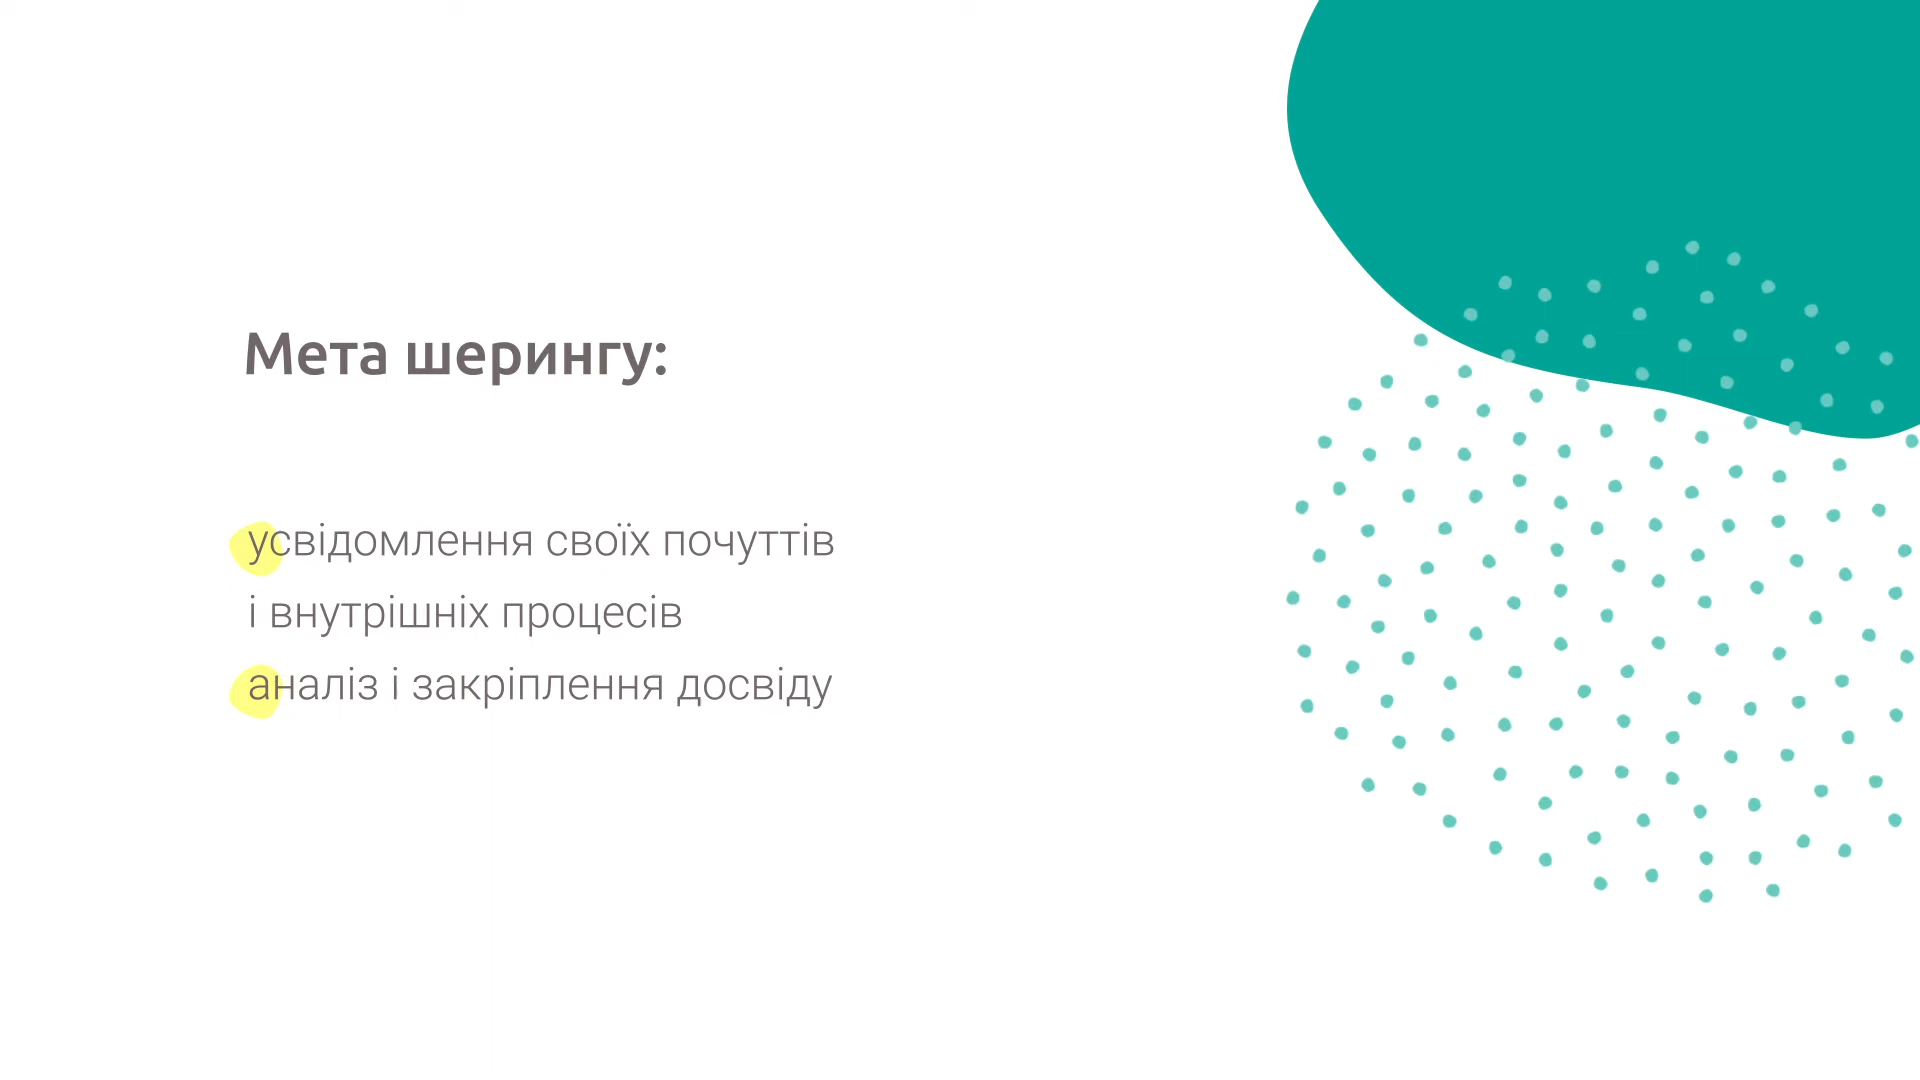 Мета шерингу:
усвідомлення своїх почуттів
і внутрішніх процесів
аналіз і закріплення досвіду